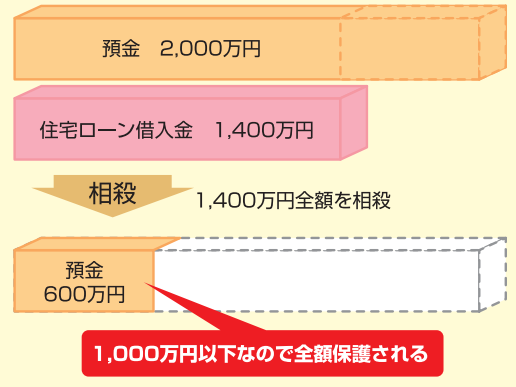 預金　2,000万円
住宅ローン借入金　1,400万円
相殺
1,400万円全額を相殺
預金
600万円
1,000万円以下なので全額保護される